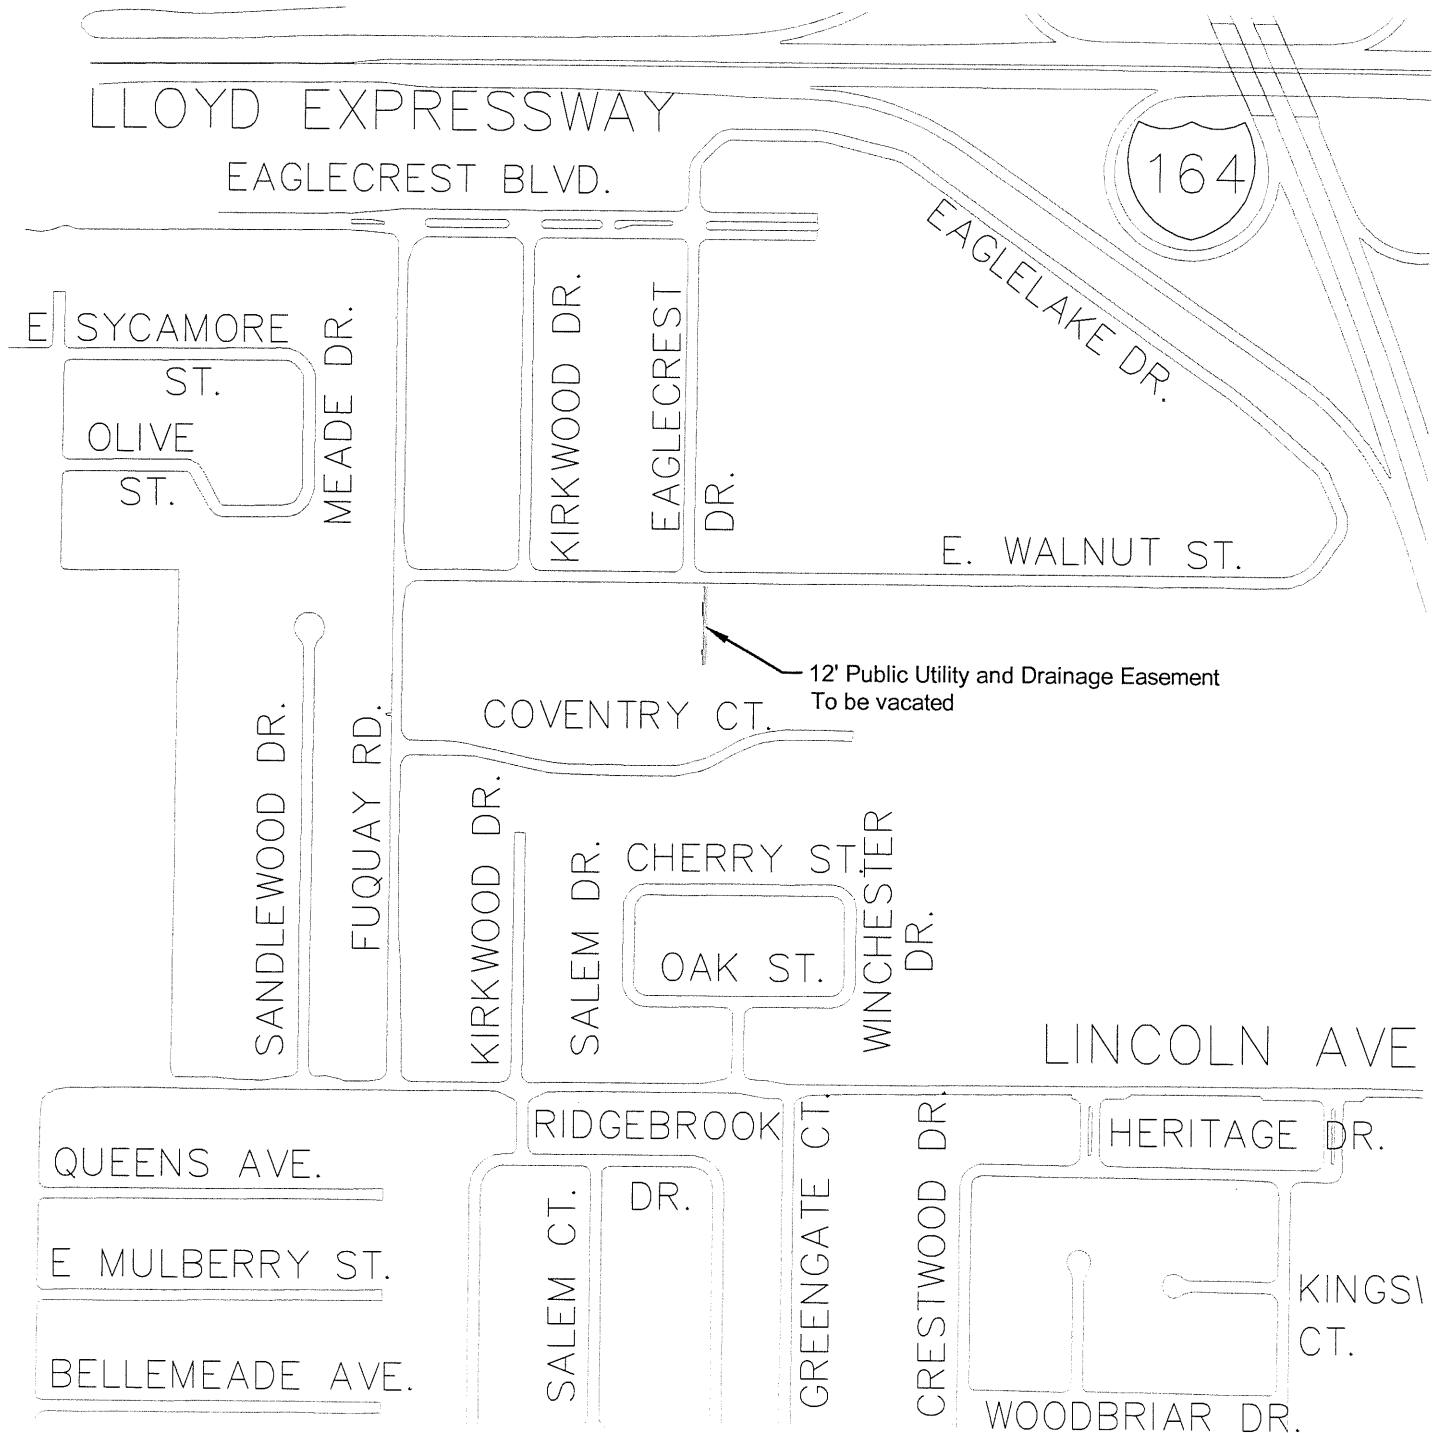 LLOYD EXPRESSWAY
164
EAGLECREST BLVD.
EAGLELAKE DR.
E SYCAMORE
ST.
OLIVE
ST.
MEADE DR.
KIRKWOOD DR.
EAGLECREST
DR.
E. WALNUT ST.
12' Public Utility and Drainage Easement
To be vacated
COVENTRY CT.
SANDLEWOOD DR.
FUQUAY RD.
KIRKWOOD DR.
SALEM DR.
CHERRY ST.
WINCHESTER
DR.
OAK ST.
LINCOLN AVE
RIDGEBROOK
DR.
GREENGATE CT.
CRESTWOOD DR.
HERITAGE DR.
QUEENS AVE.
E MULBERRY ST.
SALEM CT.
KINGS
CT.
BELLEMEADE AVE.
WOODBRIAR DR.